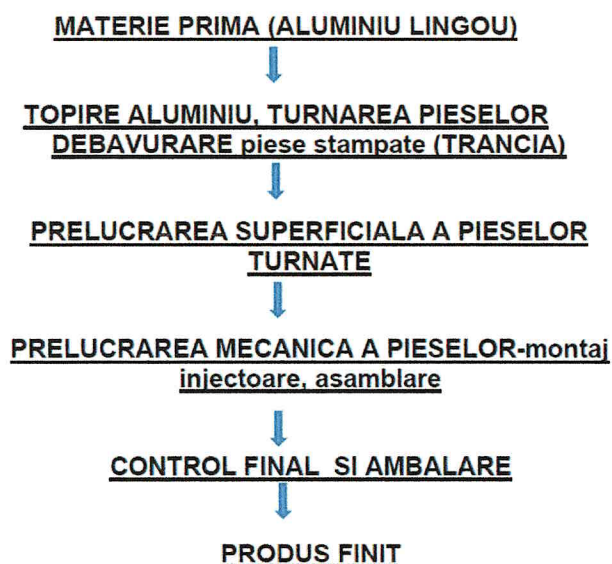 MATERIE PRIMA (ALUMINIU LINGOU)
TOPIRE ALUMINIU, TURNAREA PIESELOR
DEBAVURARE piese stampate (TRANCIA)
PRELUCRAREA SUPERFICIALA A PIESELOR
TURNATE
PRELUCRAREA MECANICA A PIESELOR-montaj
injectoare, asamblare
CONTROL FINAL SI AMBALARE
PRODUS FINIT